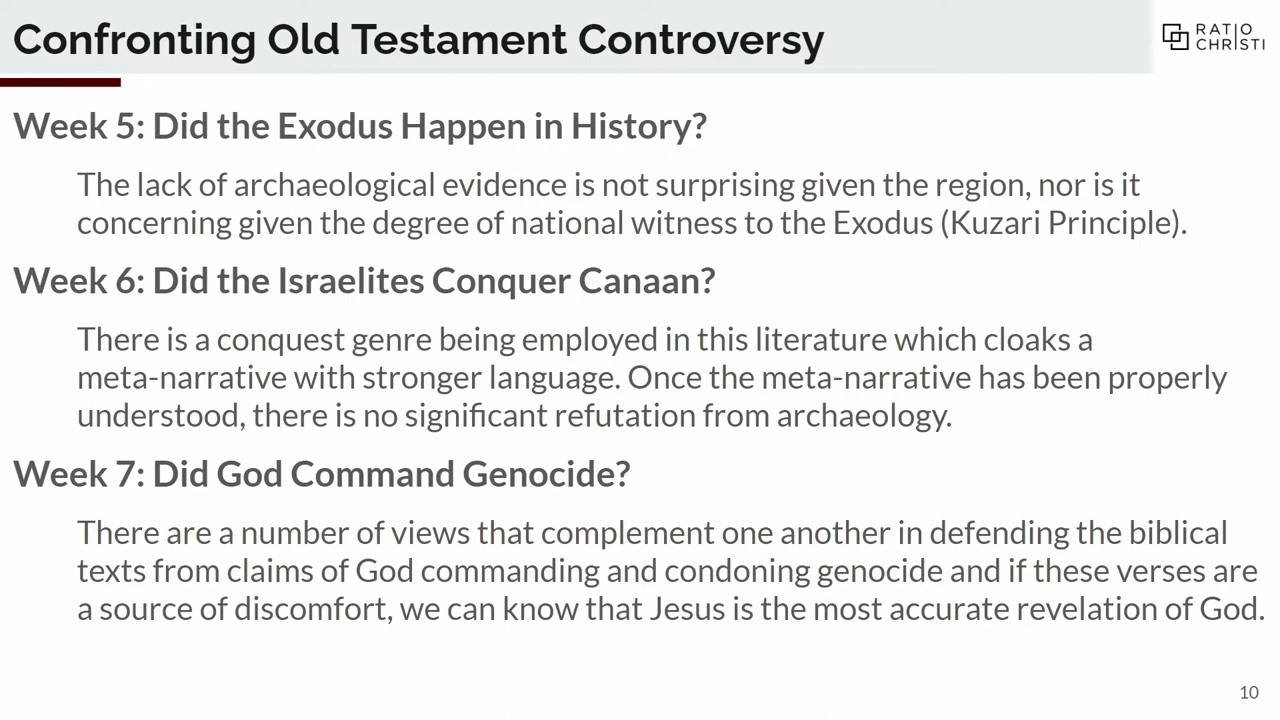 Confronting Old Testament Controversy
RATIO
CHRISTI
Week 5: Did the Exodus Happen in History?
The lack of archaeological evidence is not surprising given the region, nor is it
concerning given the degree of national witness to the Exodus (Kuzari Principle).
Week 6: Did the Israelites Conquer Canaan?
There is a conquest genre being employed in this literature which cloaks a
meta-narrative with stronger language. Once the meta-narrative has been properly
understood, there is no significant refutation from archaeology.
Week 7: Did God Command Genocide?
There are a number of views that complement one another in defending the biblical
texts from claims of God commanding and condoning genocide and if these verses are
a source of discomfort, we can know that Jesus is the most accurate revelation of God.
10